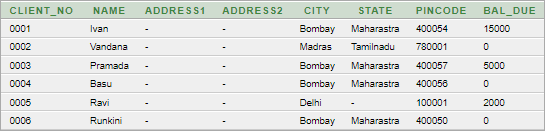 CLIENT_NO NAME ADDRESS1 ADDRESS2 CITY STATE PINCODE BAL_DUE
0001 Ivan - - Bombay Maharastra 400054 15000
0002 Vandana - - Madras Tamilnadu 780001 0
0003 Pramada - - Bombay Maharastra 400057 5000
0004 Basu - - Bombay Maharastra 400056 0
0005 Ravi - - Delhi - 100001 2000
0006 Runkini - - Bombay Maharastra 400050 0